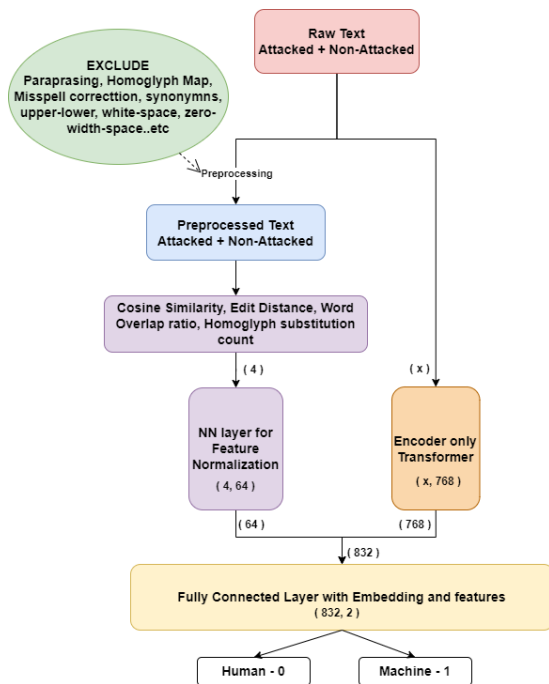 Raw Text
Attacked + Non-Attacked
EXCLUDE
Paraprasing, Homoglyph Map,
Misspell correcttion, synonymns,
upper-lower, white-space, zero-
width-space..etc
Preprocessing
Preprocessed Text
Attacked + Non-Attacked
Cosine Similarity, Edit Distance, Word
Overlap ratio, Homoglyph substitution
count
( 4 )
( x )
NN layer for
Feature
Normalization
( 4, 64 )
Encoder only
Transformer
( x, 768 )
( 64 )
( 768 )
( 832 )
Fully Connected Layer with Embedding and features
( 832, 2 )
Human - 0
Machine - 1